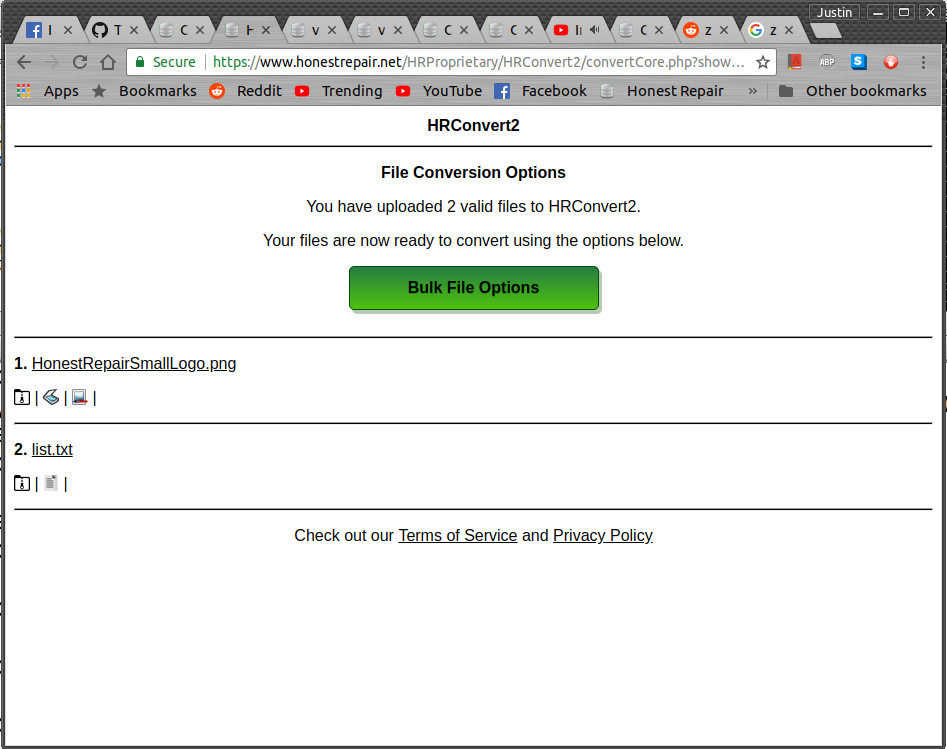 Justin
I T C H v v C C I C z z
Secure https://www.honestrepair.net/HRProprietary/HRConvert2/convertCore.php?show...
ABP S
Apps Bookmarks Reddit Trending YouTube Facebook Honest Repair » Other bookmarks
HRConvert2
File Conversion Options
You have uploaded 2 valid files to HRConvert2.
Your files are now ready to convert using the options below.
Bulk File Options
1. HonestRepairSmallLogo.png
| | |
2. list.txt
| |
Check out our Terms of Service and Privacy Policy